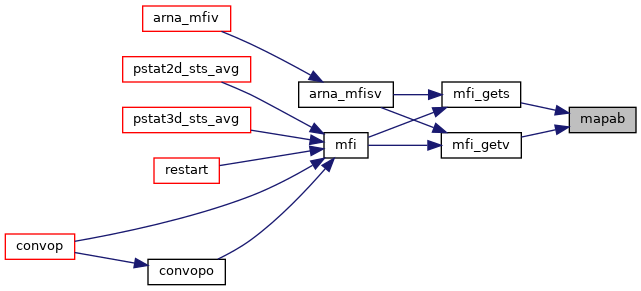 arna_mfiv
pstat2d_sts_avg
arna_mfisv
mfi_gets
pstat3d_sts_avg
mapab
mfi
mfi_getv
restart
convop
convopo